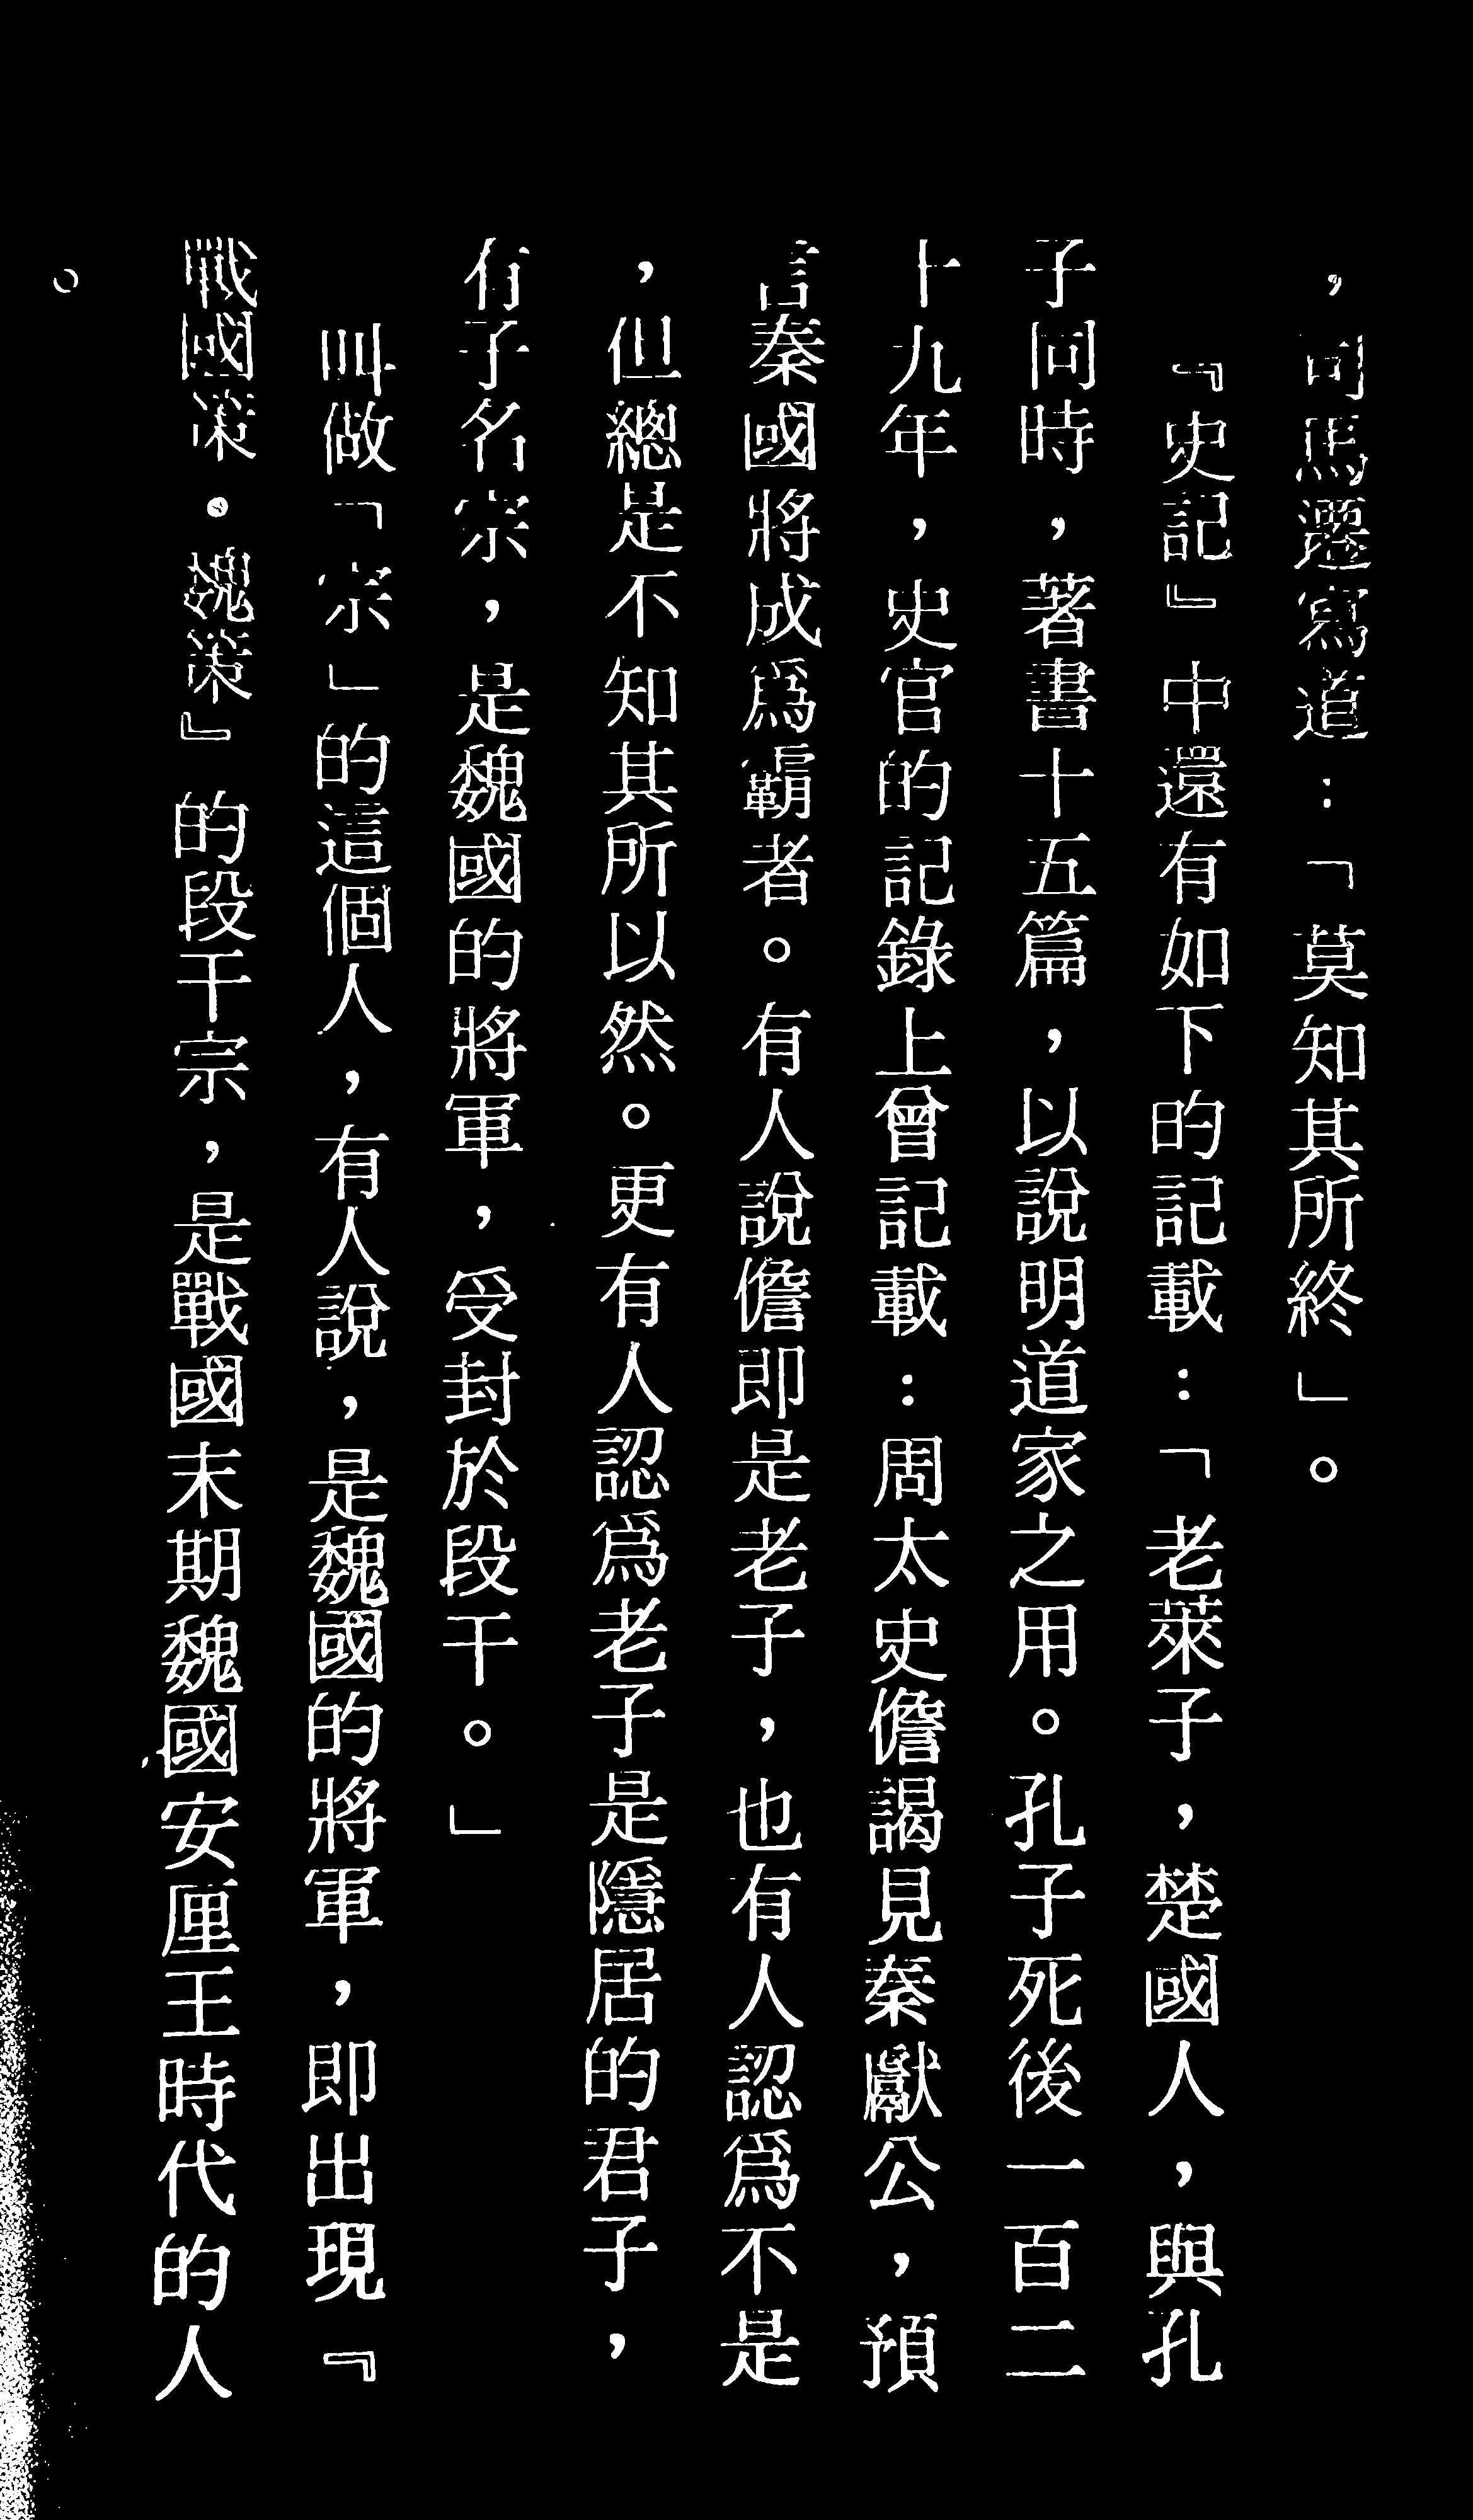 ，司馬遷寫道：「莫知其所終」。
『史記』中還有如下的記載：「老萊子，楚國人，與孔
子同時，著書十五篇，以說明道家之用。孔子死後一百二
十九年，史官的記錄上曾記載：周太史儋謁見秦獻公，預
言秦國將成爲霸者。有人說儋即是老子，也有人認爲不是
，但總是不知其所以然。更有人認爲老子是隱居的君子，
有子名宗，是魏國的將軍，受封於段干。」
叫做「宗」的這個人，有人說，是魏國的將軍，即出現『
戰國策・魏策』的段干宗，是戰國末期魏國安厘王時代的人
。